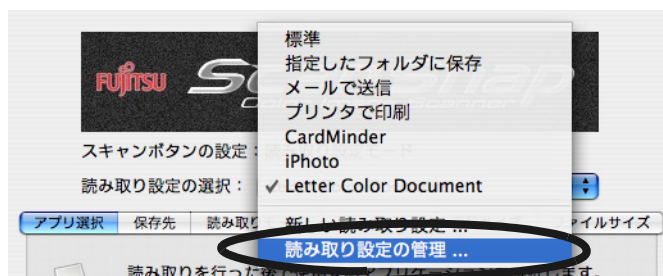 標準
指定したフォルダに保存
メールで送信
プリンタで印刷
CardMinder
iPhoto
✓ Letter Color Document
新しい読み取り設定 ...
読み取り設定の管理 ...
FUJITSU
スキャンボタンの設定：
読み取り設定の選択：
アプリ選択 保存先 読み取り ファイルサイズ
読み取りを行った